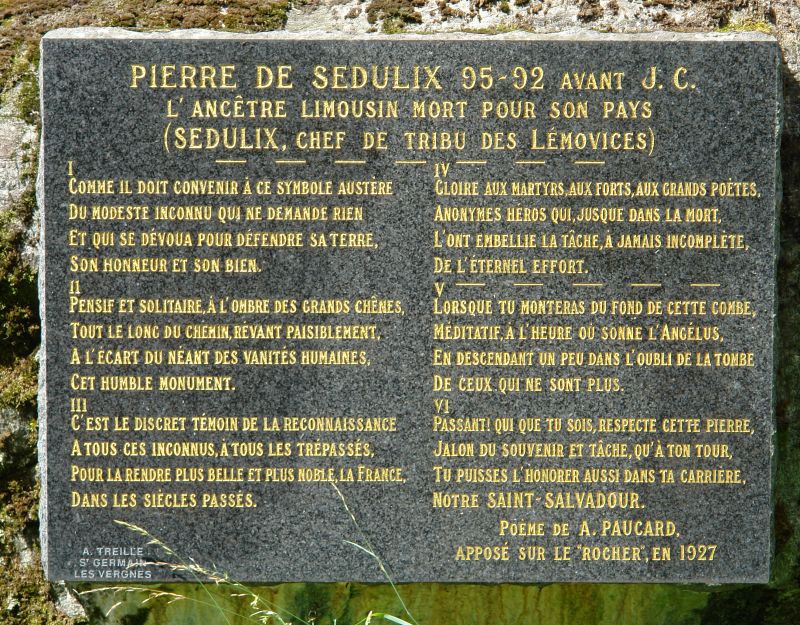 PIERRE DE SEDULIX 95-92 AVANT J.C.
L'ANCÊTRE LIMOUSIN MORT POUR SON PAYS
(SEDULIX, CHEF DE TRIBU DES LÉMOVICES)
I
COMME IL DOIT CONVENIR À CE SYMBOLE AUSTÈRE
DU MODESTE INCONNU QUI NE DEMANDE RIEN
ET QUI SE DÉVOUA POUR DÉFENDRE SA TERRE,
SON HONNEUR ET SON BIEN.
II
PENSIF ET SOLITAIRE, À L'OMBRE DES GRANDS CHÊNES,
TOUT LE LONG DU CHEMIN, RÊVANT PAISIBLEMENT,
A L'ÉCART DU NÉANT DES VANITÉS HUMAINES,
CET HUMBLE MONUMENT.
III
C'EST LE DISCRET TÉMOIN DE LA RECONNAISSANCE
A TOUS CES INCONNUS, À TOUS LES TRÉPASSÉS,
POUR LA RENDRE PLUS BELLE ET PLUS NOBLE, LA FRANCE,
DANS LES SIÈCLES PASSÉS.
IV
GLOIRE AUX MARTYRS, AUX FORTS, AUX GRANDS POÈTES,
ANONYMES HÉROS QUI, JUSQUE DANS LA MORT,
L'ONT EMBELLIE LA TÂCHE, À JAMAIS INCOMPLÈTE,
DE L'ÉTERNEL EFFORT.
V
LORSQUE TU MONTERAS DU FOND DE CETTE COMBE,
MÉDITATIF, À L'HEURE OÙ SONNE L'ANGÉLUS,
EN DESCENDANT UN PEU DANS L'OUBLI DE LA TOMBE
DE CEUX QUI NE SONT PLUS.
VI
PASSANT! QUI QUE TU SOIS, RESPECTE CETTE PIERRE,
JALON DU SOUVENIR ET TÂCHE, QU'À TON TOUR,
TU PUISSES L'HONORER AUSSI DANS TA CARRIÈRE,
NOTRE SAINT-SALVADOUR.
POÈME DE A. PAUCARD.
APPOSÉ SUR LE "ROCHER", EN 1927
A. TREILLE
ST GERMAIN
LES VERGNES